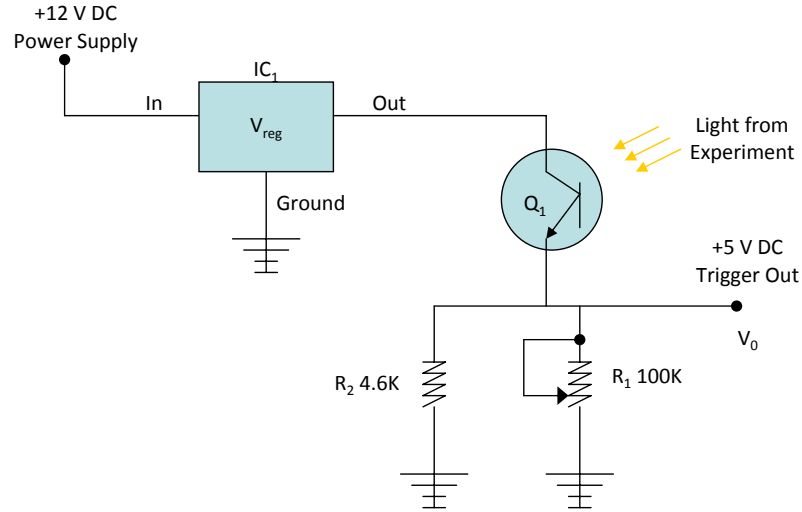 +12 V DC
Power Supply
IC1
In
Out
Vreg
Ground
Q1
Light from
Experiment
+5 V DC
Trigger Out
V0
R2 4.6K
R1 100K